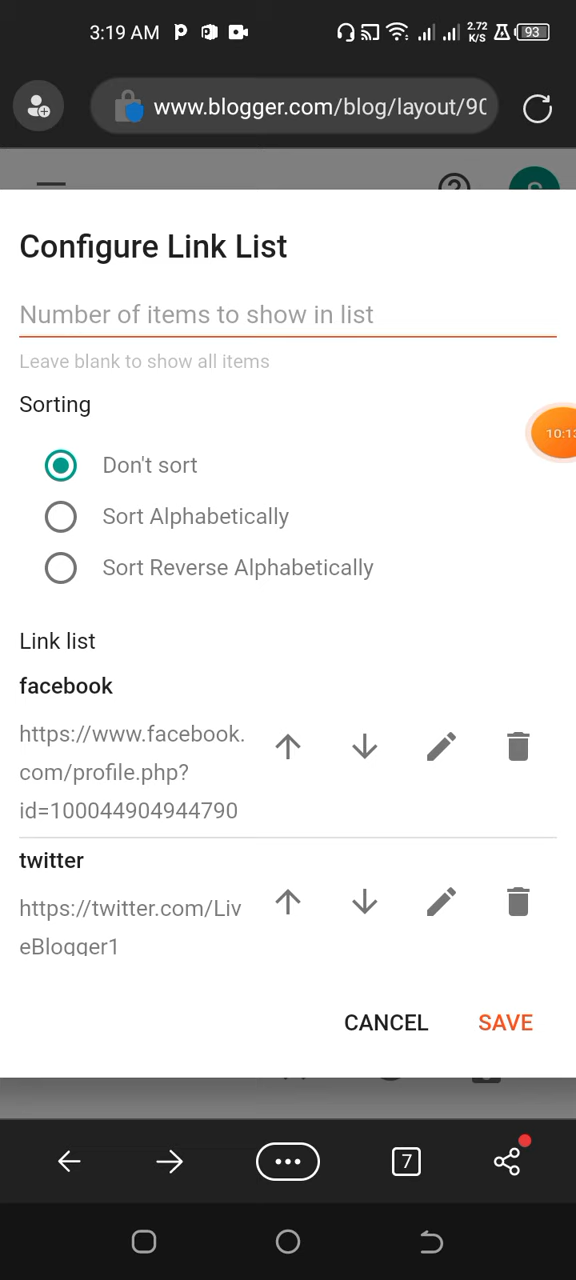 3:19 AM
2.72 K/S
93
www.blogger.com/blog/layout/90
Configure Link List
Number of items to show in list
Leave blank to show all items
Sorting
10:13
Don't sort
Sort Alphabetically
Sort Reverse Alphabetically
Link list
facebook
https://www.facebook.
com/profile.php?
id=100044904944790
twitter
https://twitter.com/Liv
eBlogger1
CANCEL
SAVE
7